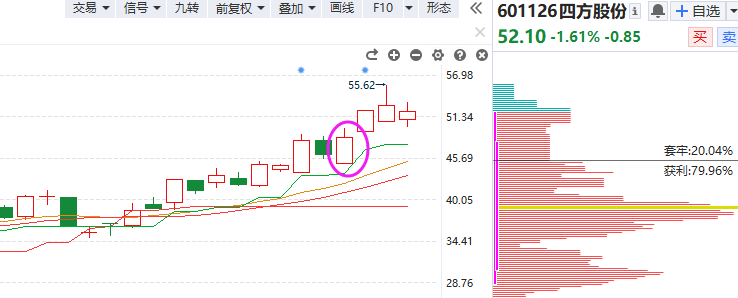 交易 信号 九转 前复权 叠加 画线 F10 形态
601126四方股份 自选
52.10 -1.61% -0.85 买 卖
56.98
55.62
51.34
套牢:20.04%
45.69
获利:79.96%
40.05
34.41
28.76